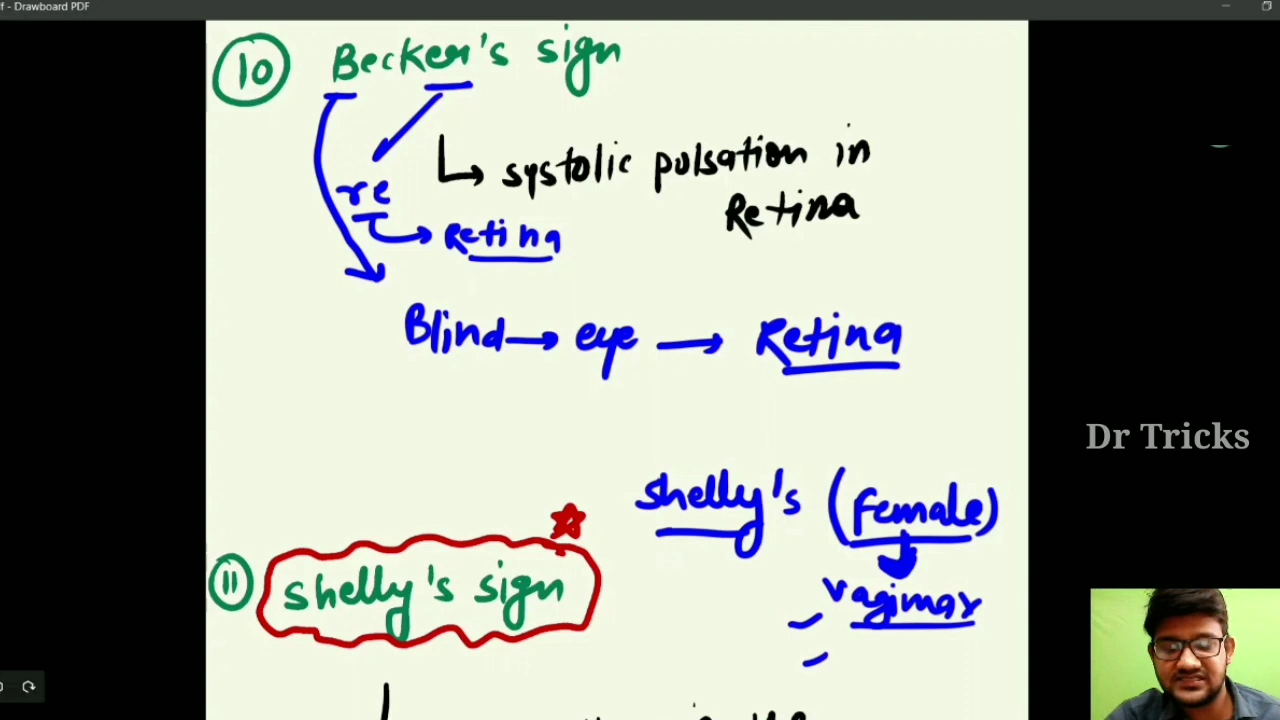 f - Drawboard PDF
10 Becker's sign
systolic pulsation in
Retina
re
Retina
Blind → eye → Retina
Dr Tricks
Shelly's (female)
11 Shelly's sign
vaginax